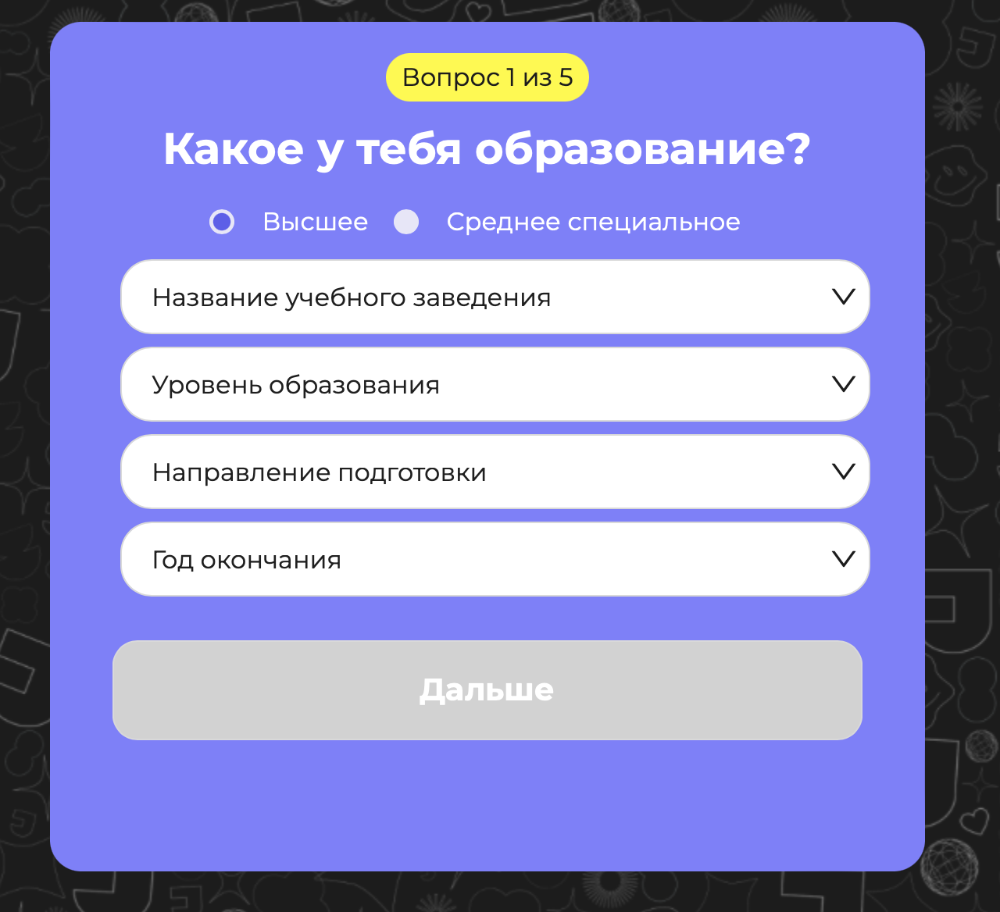 Вопрос 1 из 5
Какое у тебя образование?
Высшее Среднее специальное
Название учебного заведения
Уровень образования
Направление подготовки
Год окончания
Дальше